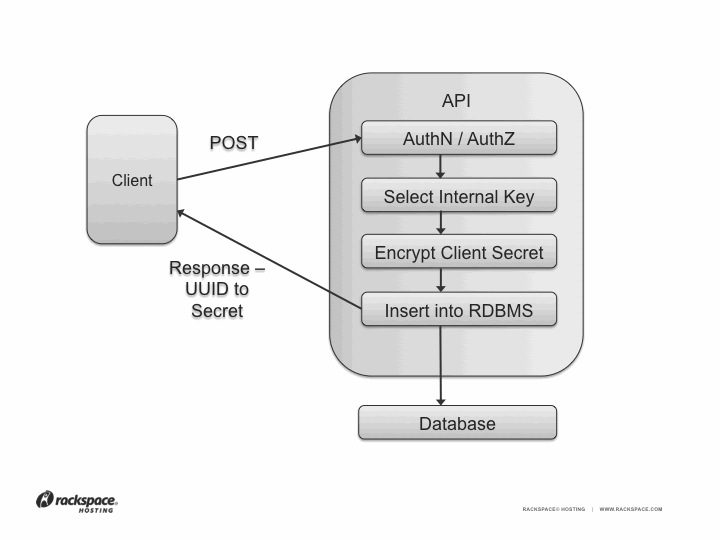 API
POST
AuthN / AuthZ
Client
Select Internal Key
Encrypt Client Secret
Response –
UUID to
Secret
Insert into RDBMS
Database
rackspace®
HOSTING
RACKSPACE® HOSTING | WWW.RACKSPACE.COM